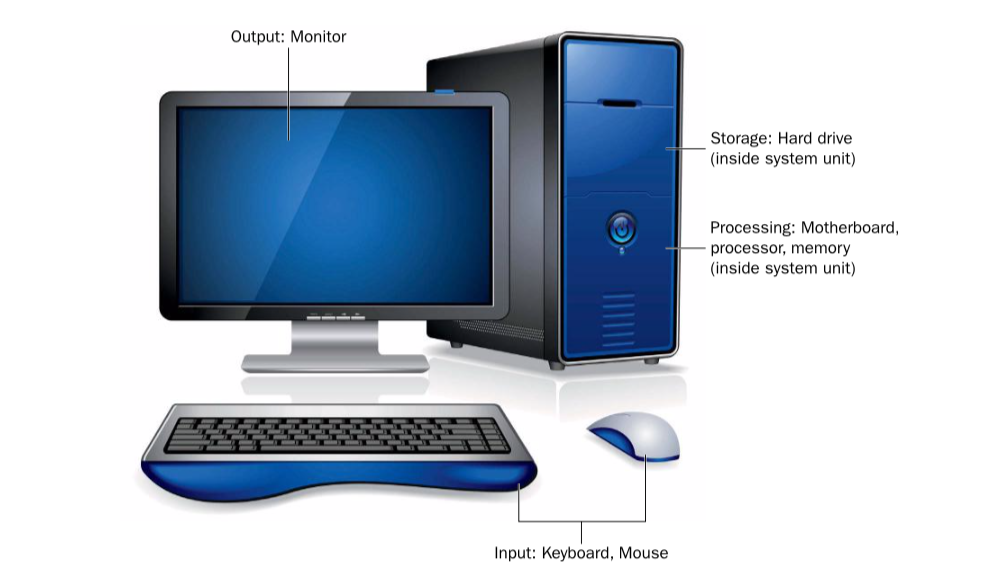 Output: Monitor
Storage: Hard drive
(inside system unit)
Processing: Motherboard,
processor, memory
(inside system unit)
Input: Keyboard, Mouse